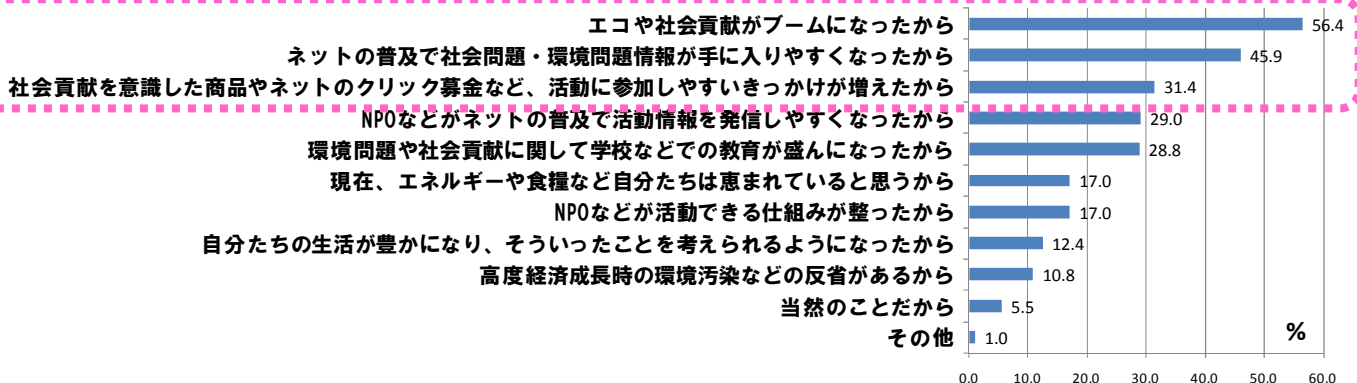 エコや社会貢献がブームになったから 56.4
ネットの普及で社会問題・環境問題情報が手に入りやすくなったから 45.9
社会貢献を意識した商品やネットのクリック募金など、活動に参加しやすいきっかけが増えたから 31.4
NPOなどがネットの普及で活動情報を発信しやすくなったから 29.0
環境問題や社会貢献に関して学校などでの教育が盛んになったから 28.8
現在、エネルギーや食糧など自分たちは恵まれていると思うから 17.0
NPOなどが活動できる仕組みが整ったから 17.0
自分たちの生活が豊かになり、そういったことを考えられるようになったから 12.4
高度経済成長時の環境汚染などの反省があるから 10.8
当然のことだから 5.5
その他 1.0
%
0.0 10.0 20.0 30.0 40.0 50.0 60.0